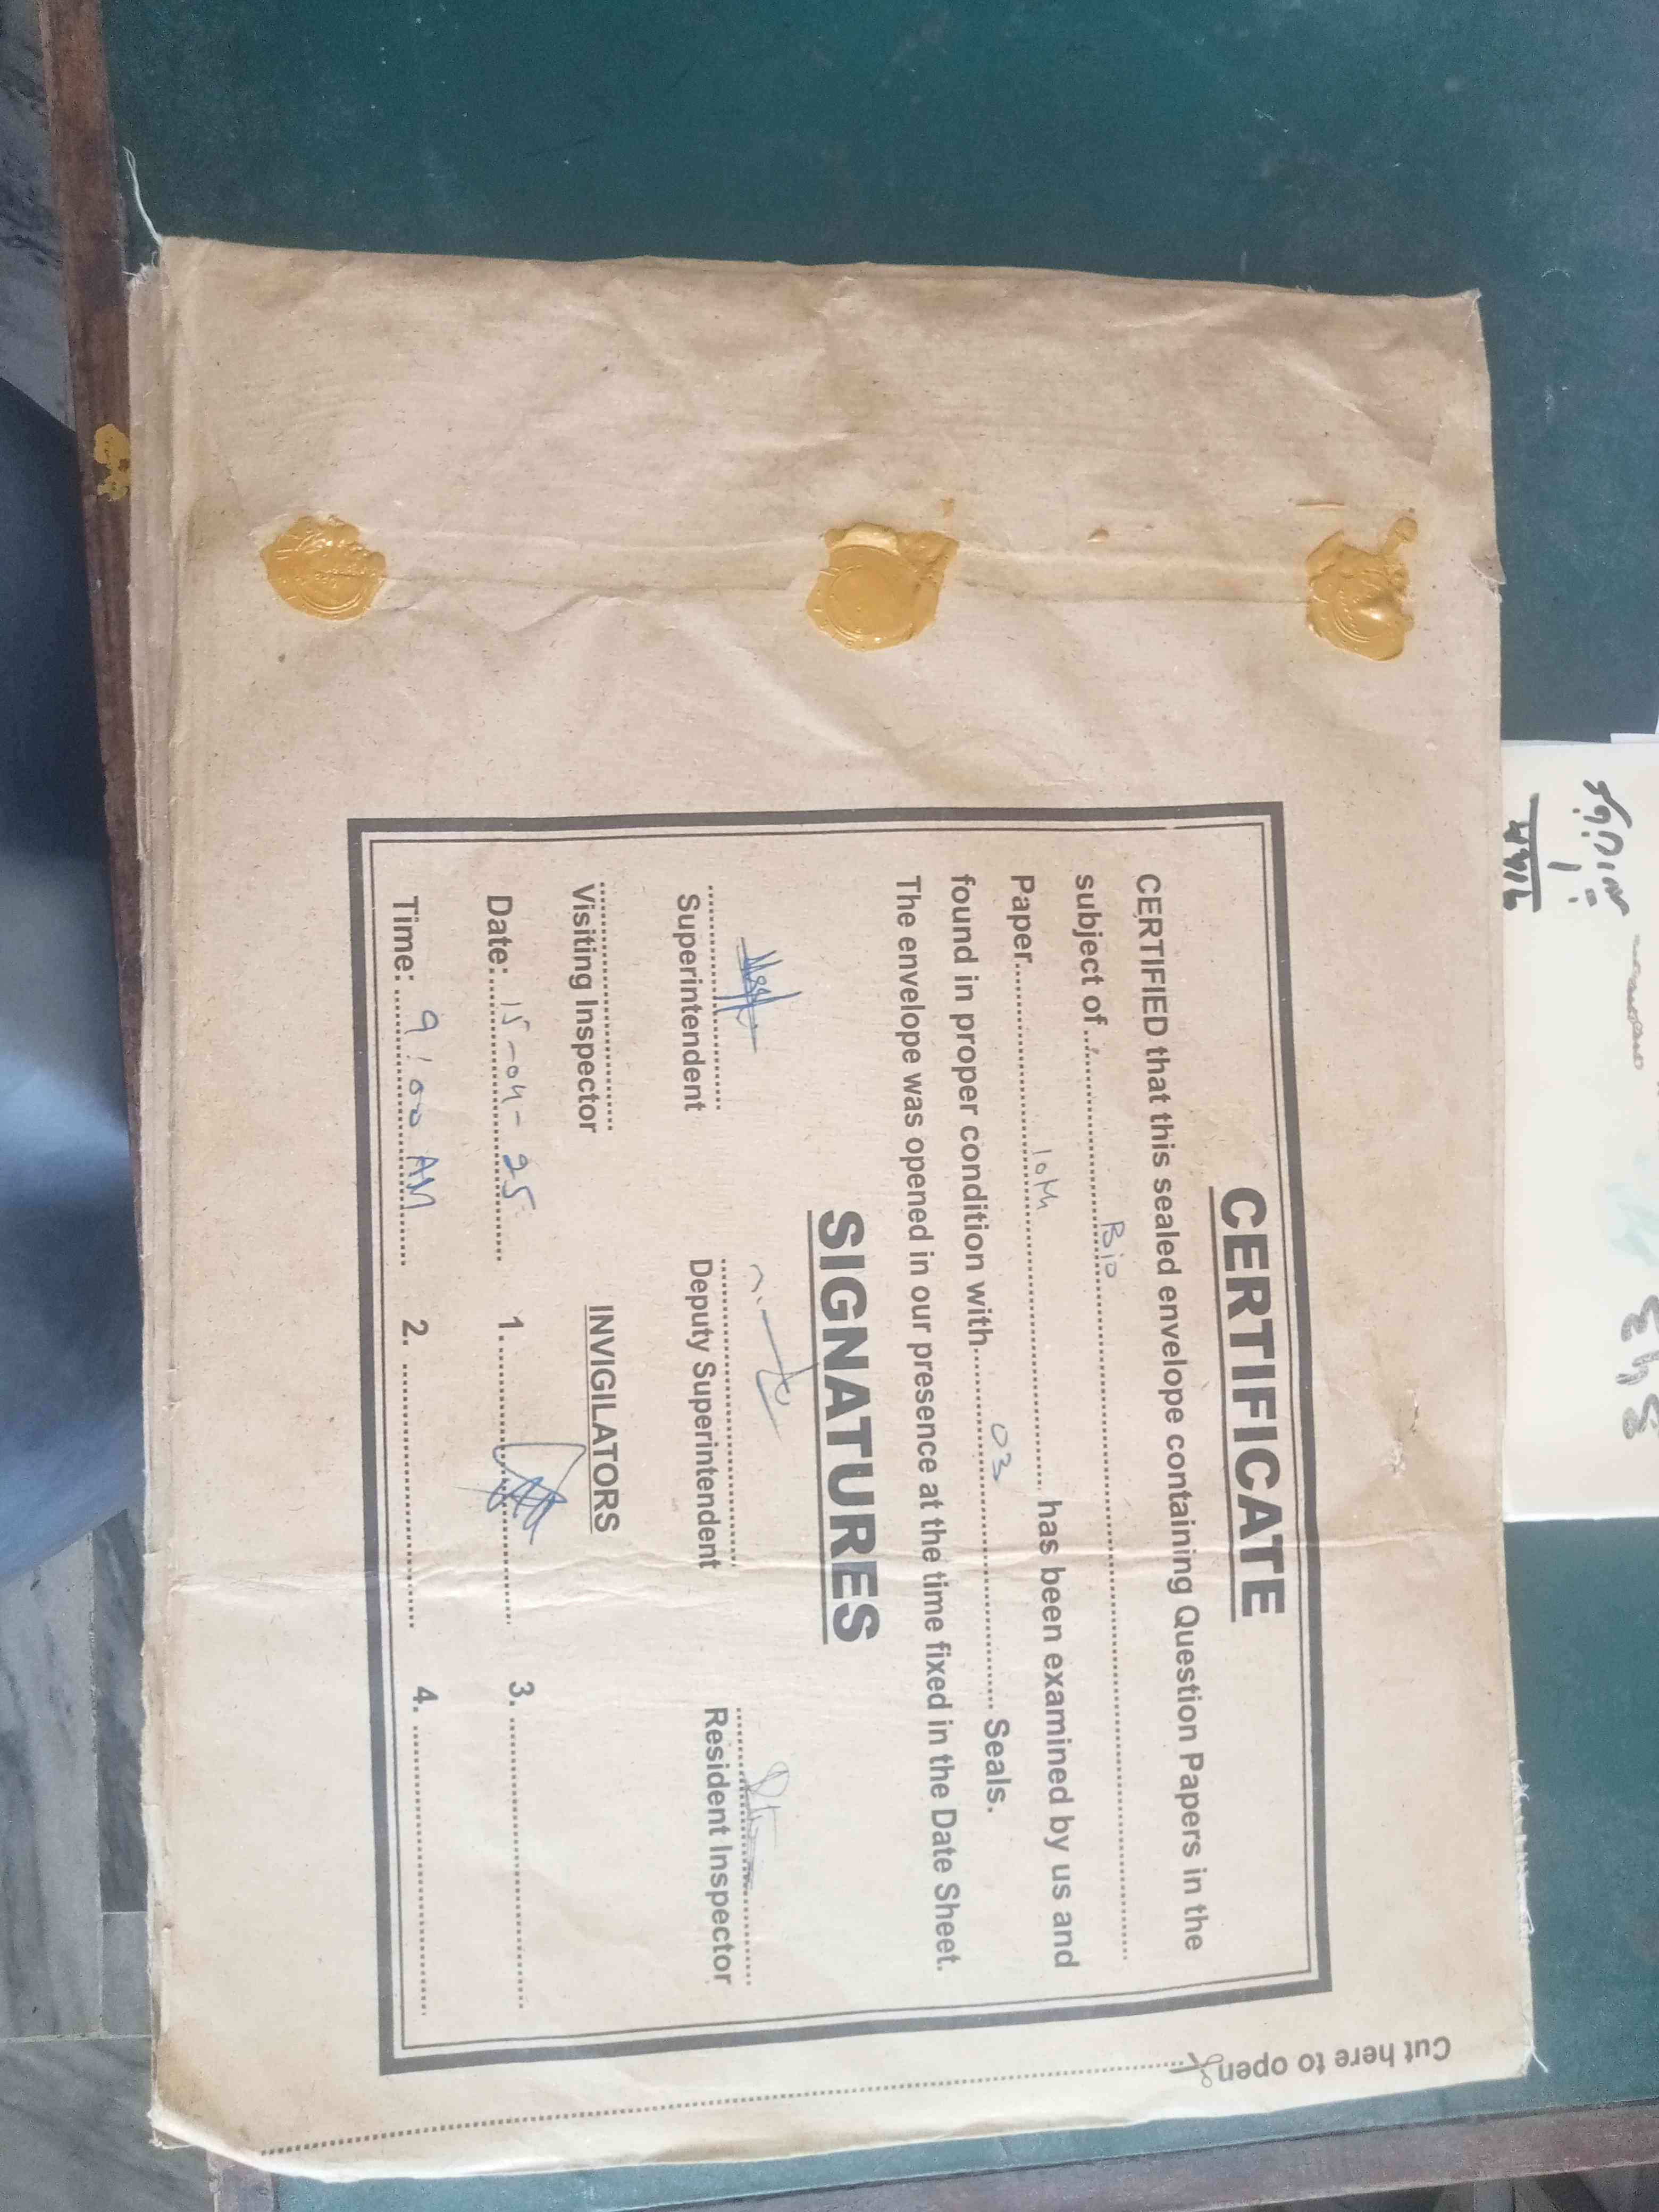 CERTIFICATE
CERTIFIED that this sealed envelope containing Question Papers in the
subject of.......... Bio ..........
Paper.......... 10th .......... has been examined by us and
found in proper condition with.......... 03 .......... Seals.
The envelope was opened in our presence at the time fixed in the Date Sheet.
SIGNATURES
Superintendent
Deputy Superintendent
Resident Inspector
Visiting Inspector
INVIGILATORS
Date: 15-04-25
1. ..........
3. ..........
Time: 9:00 AM
2. ..........
4. ..........
Cut here to open